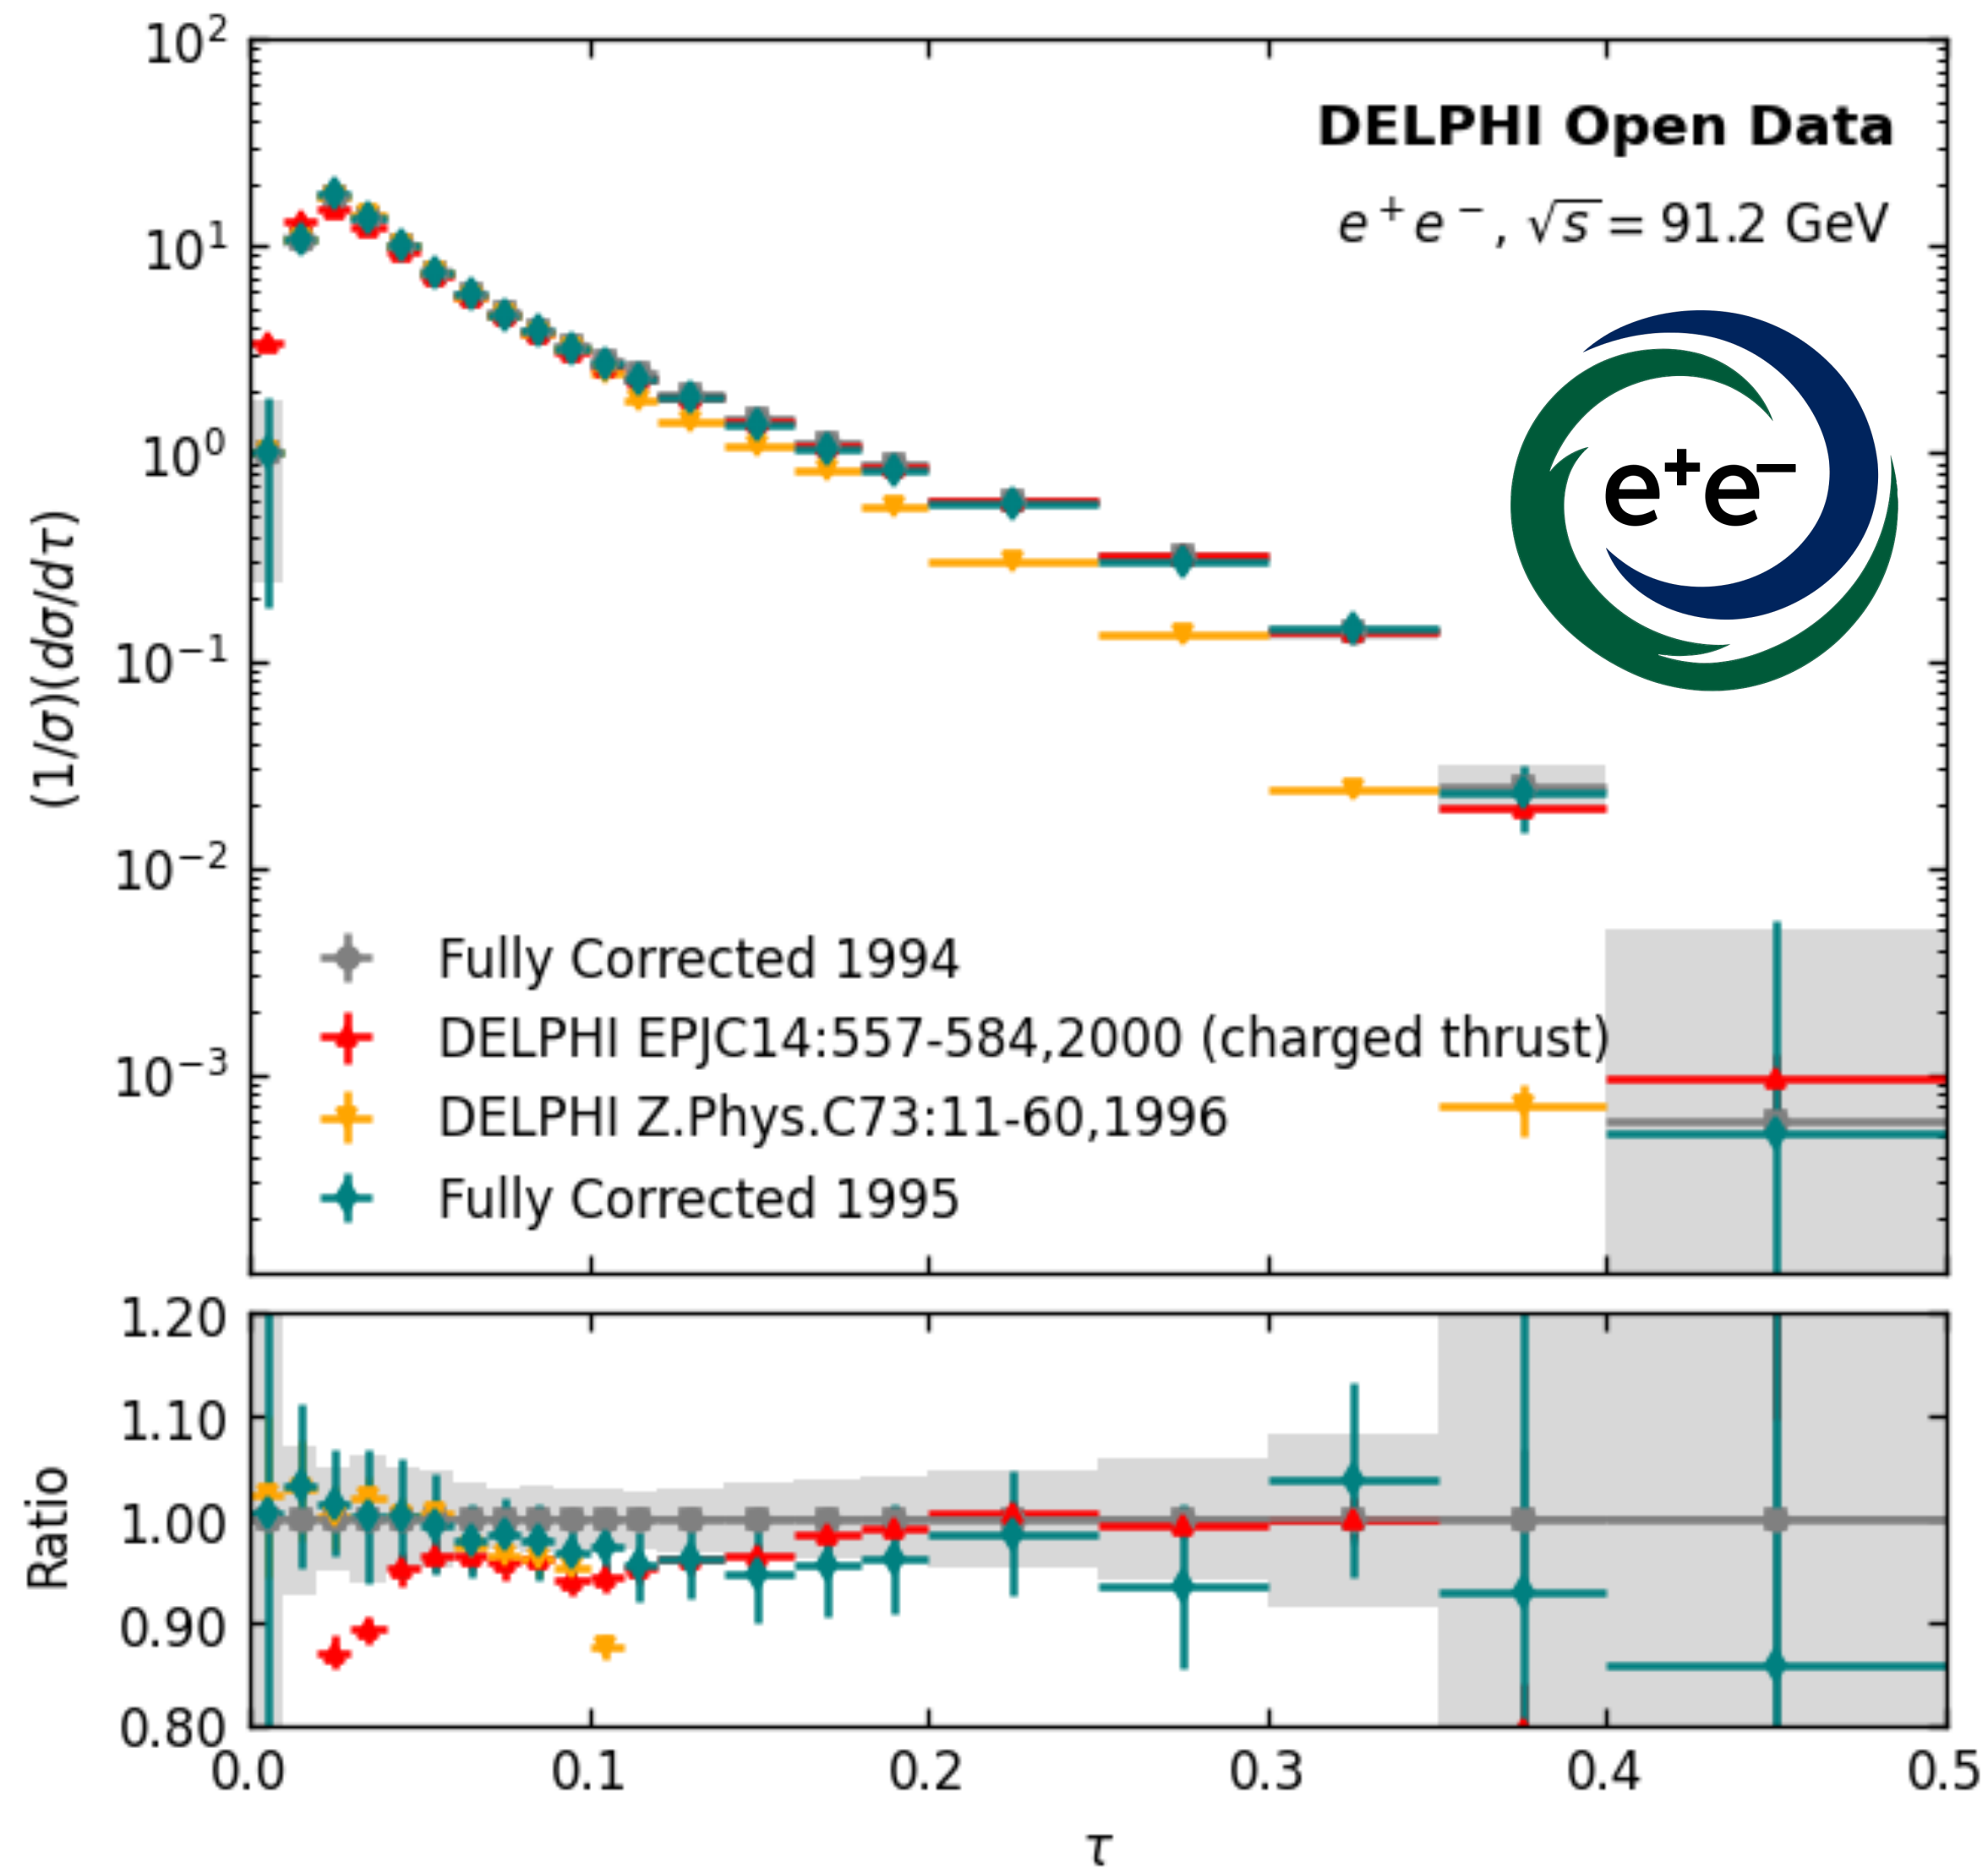 10²
10¹
10⁰
10⁻¹
10⁻²
10⁻³
(1/σ)(dσ/dτ)
DELPHI Open Data
e⁺e⁻, √s = 91.2 GeV
e⁺e⁻
Fully Corrected 1994
DELPHI EPJC14:557-584,2000 (charged thrust)
DELPHI Z.Phys.C73:11-60,1996
Fully Corrected 1995
1.20
1.10
1.00
0.90
0.80
Ratio
0.0 0.1 0.2 0.3 0.4 0.5
τ